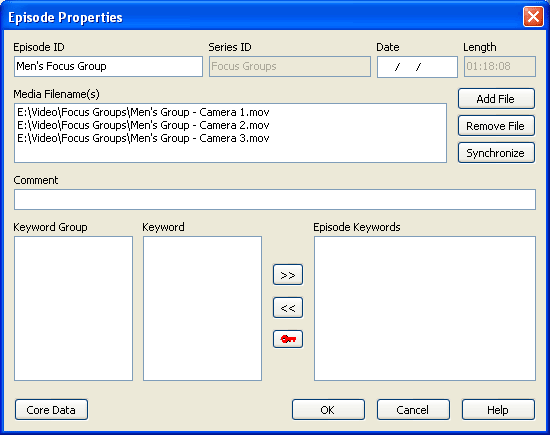 Episode Properties
Episode ID Series ID Date Length
Men's Focus Group Focus Groups / / 01:18:08
Media Filename(s)
E:\Video\Focus Groups\Men's Group - Camera 1.mov
E:\Video\Focus Groups\Men's Group - Camera 2.mov
E:\Video\Focus Groups\Men's Group - Camera 3.mov
Add File
Remove File
Synchronize
Comment
Keyword Group Keyword Episode Keywords
>>
<<
Core Data OK Cancel Help